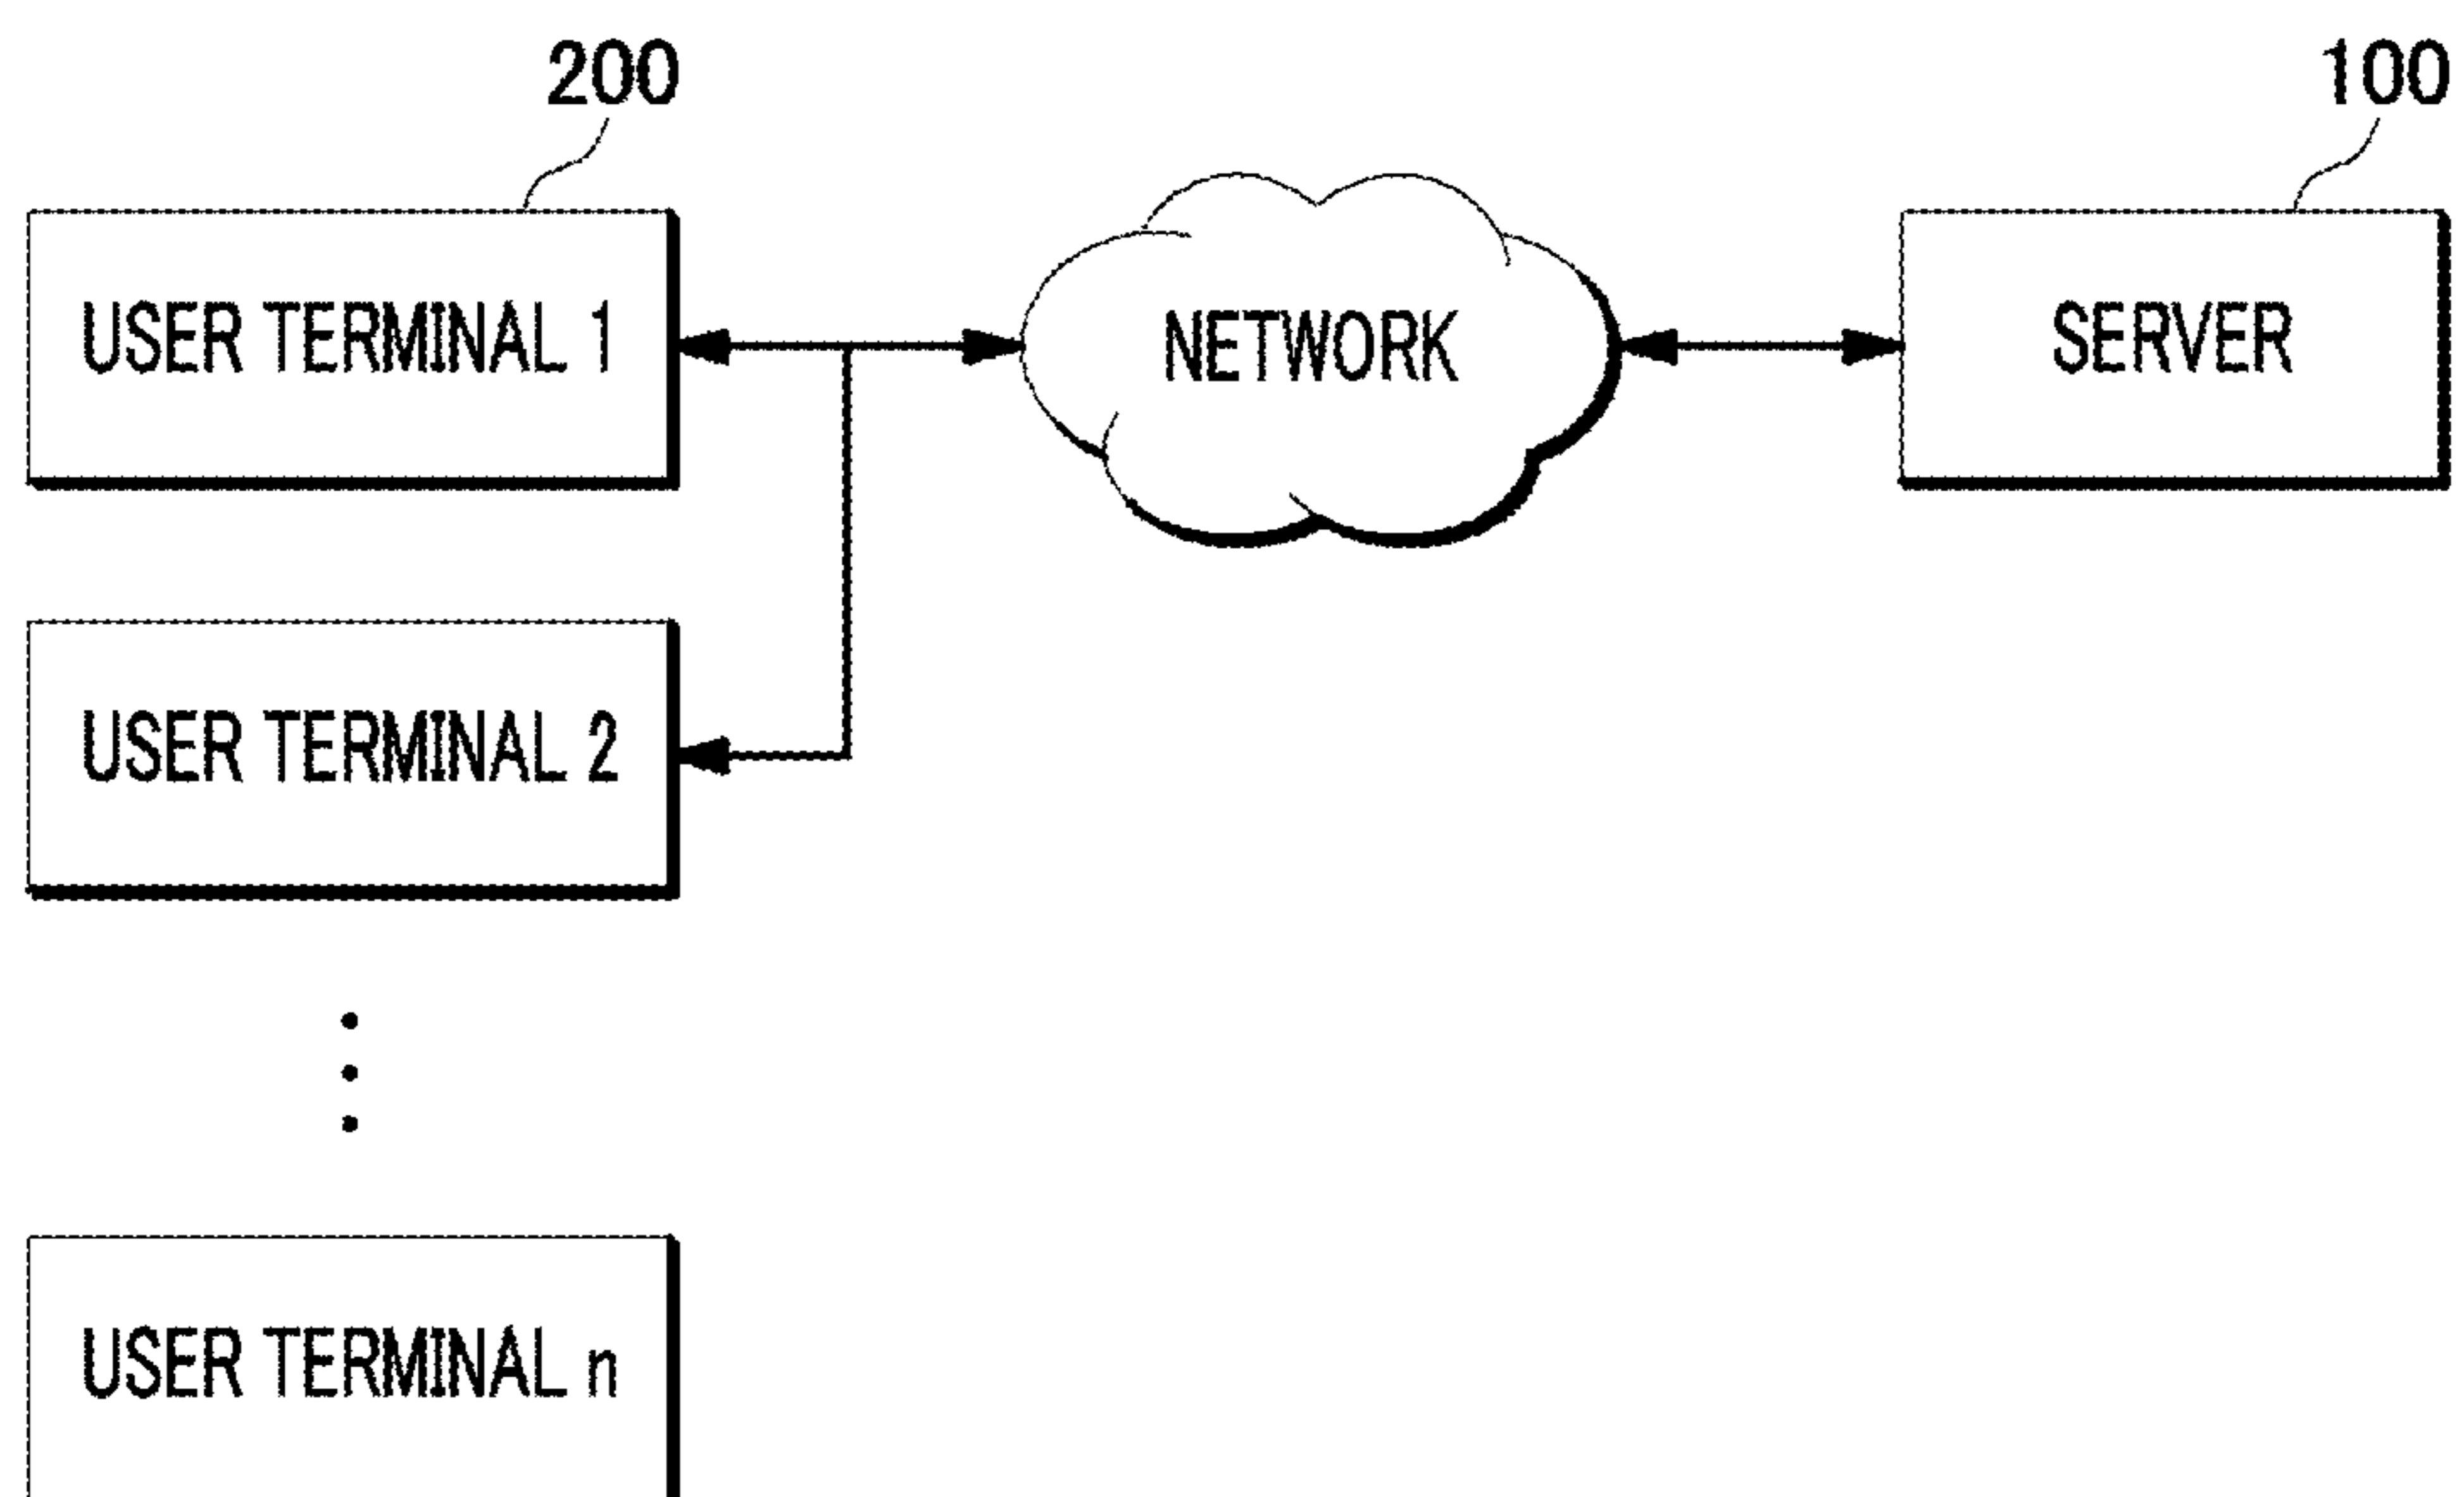 200
100
USER TERMINAL 1
NETWORK
SERVER
USER TERMINAL 2
USER TERMINAL n